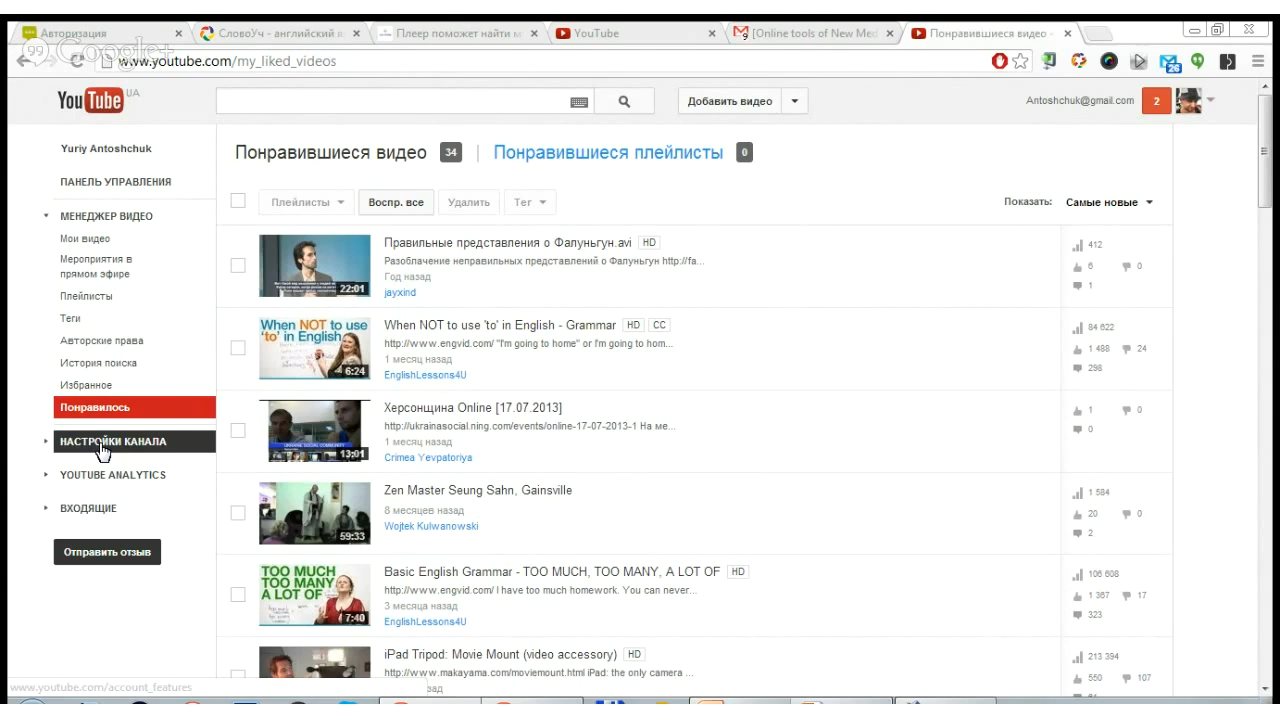 Авторизация
СловоУч - английский я
Плеер поможет найти м
YouTube
[Online tools of New Med
Понравившиеся видео -
Google+
www.youtube.com/my_liked_videos
26
YouTube UA
Добавить видео
Antoshchuk@gmail.com
2
Yuriy Antoshchuk
ПАНЕЛЬ УПРАВЛЕНИЯ
МЕНЕДЖЕР ВИДЕО
Мои видео
Мероприятия в
прямом эфире
Плейлисты
Теги
Авторские права
История поиска
Избранное
Понравилось
НАСТРОЙКИ КАНАЛА
YOUTUBE ANALYTICS
ВХОДЯЩИЕ
Отправить отзыв
Понравившиеся видео 34 | Понравившиеся плейлисты 0
Плейлисты
Воспр. все
Удалить
Тег
Показать:
Самые новые
22:01
Правильные представления о Фалуньгун.avi HD
Разоблачение неправильных представлений о Фалуньгун http://fa...
Год назад
jayxind
412
6 0
1
When NOT to use
'to' in English
6:24
When NOT to use 'to' in English - Grammar HD CC
http://www.engvid.com/ "I'm going to home" or I'm going to hom...
1 месяц назад
EnglishLessons4U
84 622
1 488 24
298
13:01
Херсонщина Online [17.07.2013]
http://ukrainasocial.ning.com/events/online-17-07-2013-1 На ме...
1 месяц назад
Crimea Yevpatoriya
1 0
0
59:33
Zen Master Seung Sahn, Gainsville
8 месяцев назад
Wojtek Kulwanowski
1 584
20 0
2
TOO MUCH
TOO MANY
A LOT OF
7:40
Basic English Grammar - TOO MUCH, TOO MANY, A LOT OF HD
http://www.engvid.com/ I have too much homework. You can never...
3 месяца назад
EnglishLessons4U
106 608
1 367 17
323
iPad Tripod: Movie Mount (video accessory) HD
http://www.makayama.com/moviemount.html iPad: the only camera ...
зад
213 394
550 107
www.youtube.com/account_features